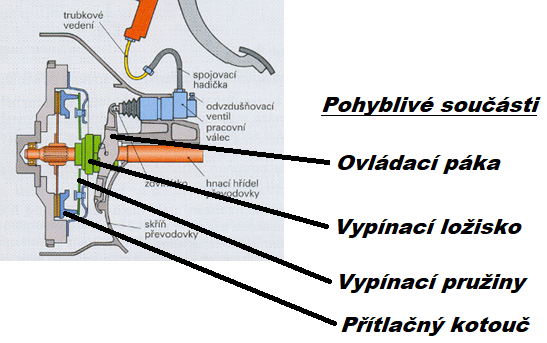 trubkové
vedení
spojovací
hadička
odvzdušňovací
ventil
pracovní
válec
hnací hřídel
převodovky
skříň
převodovky
Pohyblivé součásti
Ovládací páka
Vypínací ložisko
Vypínací pružiny
Přítlačný kotouč